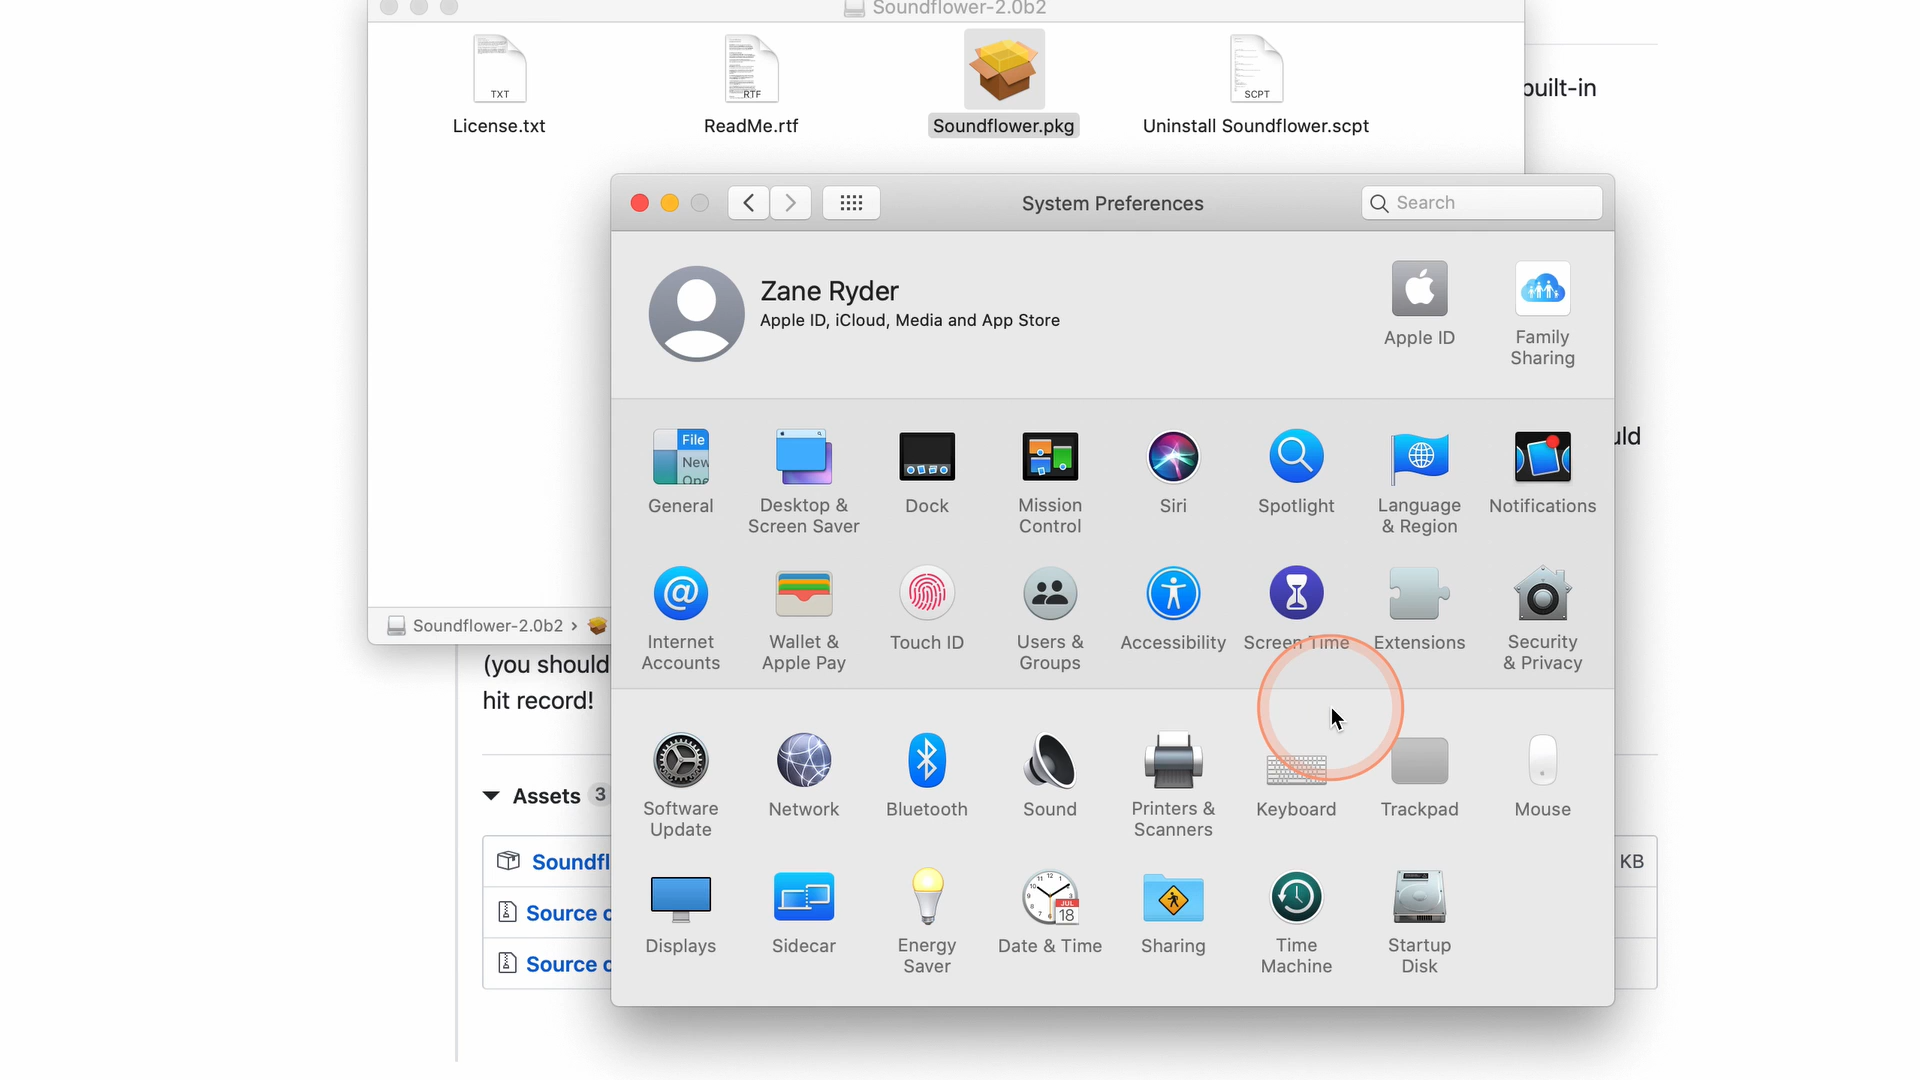 Soundflower-2.0b2
TXT
RTF
SCPT
License.txt
ReadMe.rtf
Soundflower.pkg
Uninstall Soundflower.scpt
built-in
System Preferences
Search
Zane Ryder
Apple ID, iCloud, Media and App Store
Apple ID
Family
Sharing
File
New
Ope
General
Desktop &
Screen Saver
Dock
Mission
Control
Siri
Spotlight
Language
& Region
Notifications
uld
Internet
Accounts
Wallet &
Apple Pay
Touch ID
Users &
Groups
Accessibility
Screen Time
Extensions
Security
& Privacy
Soundflower-2.0b2 ›
(you should
hit record!
Software
Update
Network
Bluetooth
Sound
Printers &
Scanners
Keyboard
Trackpad
Mouse
Assets 3
Soundfl
KB
Source
Source
Displays
Sidecar
Energy
Saver
JUL
18
Date & Time
Sharing
Time
Machine
Startup
Disk